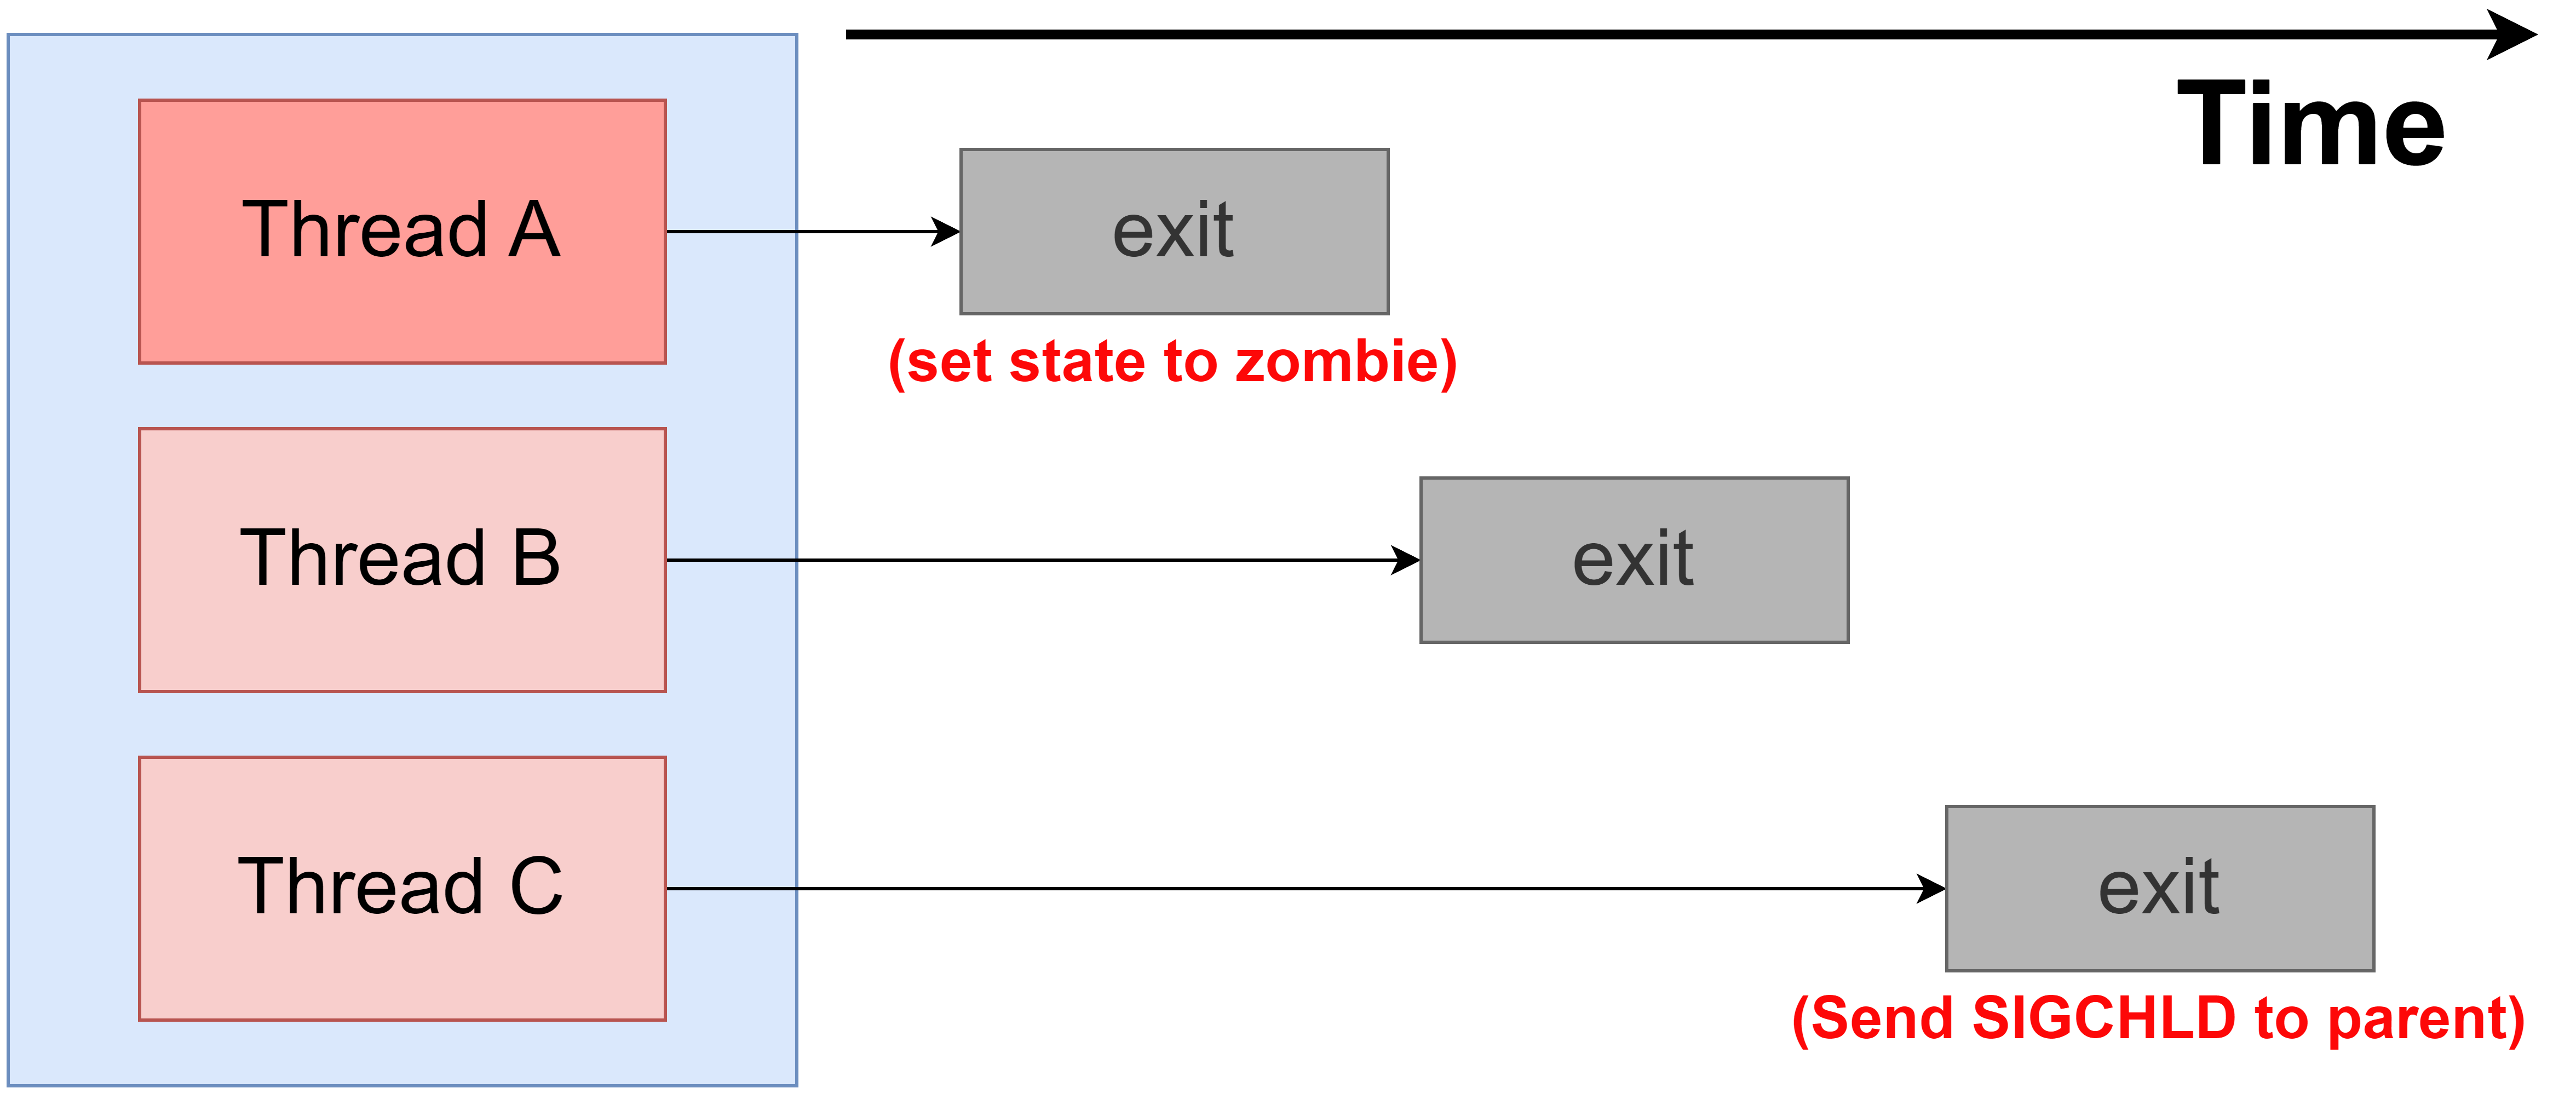 Time
Thread A
exit
(set state to zombie)
Thread B
exit
Thread C
exit
(Send SIGCHLD to parent)